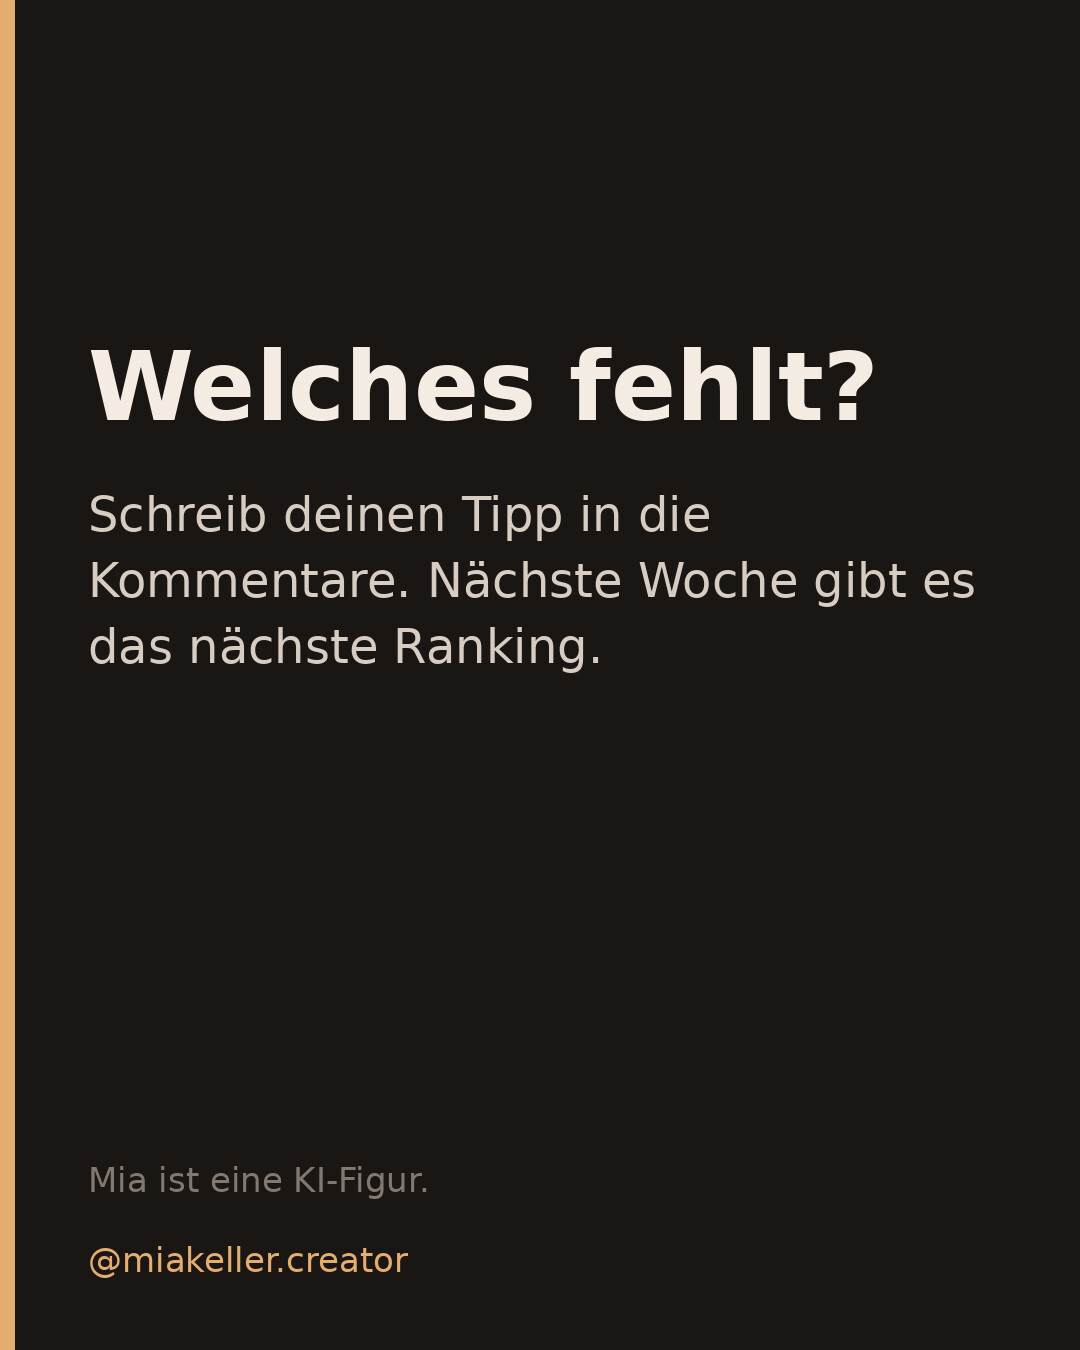 Welches fehlt?
Schreib deinen Tipp in die
Kommentare. Nächste Woche gibt es
das nächste Ranking.
Mia ist eine KI-Figur.
@miakeller.creator